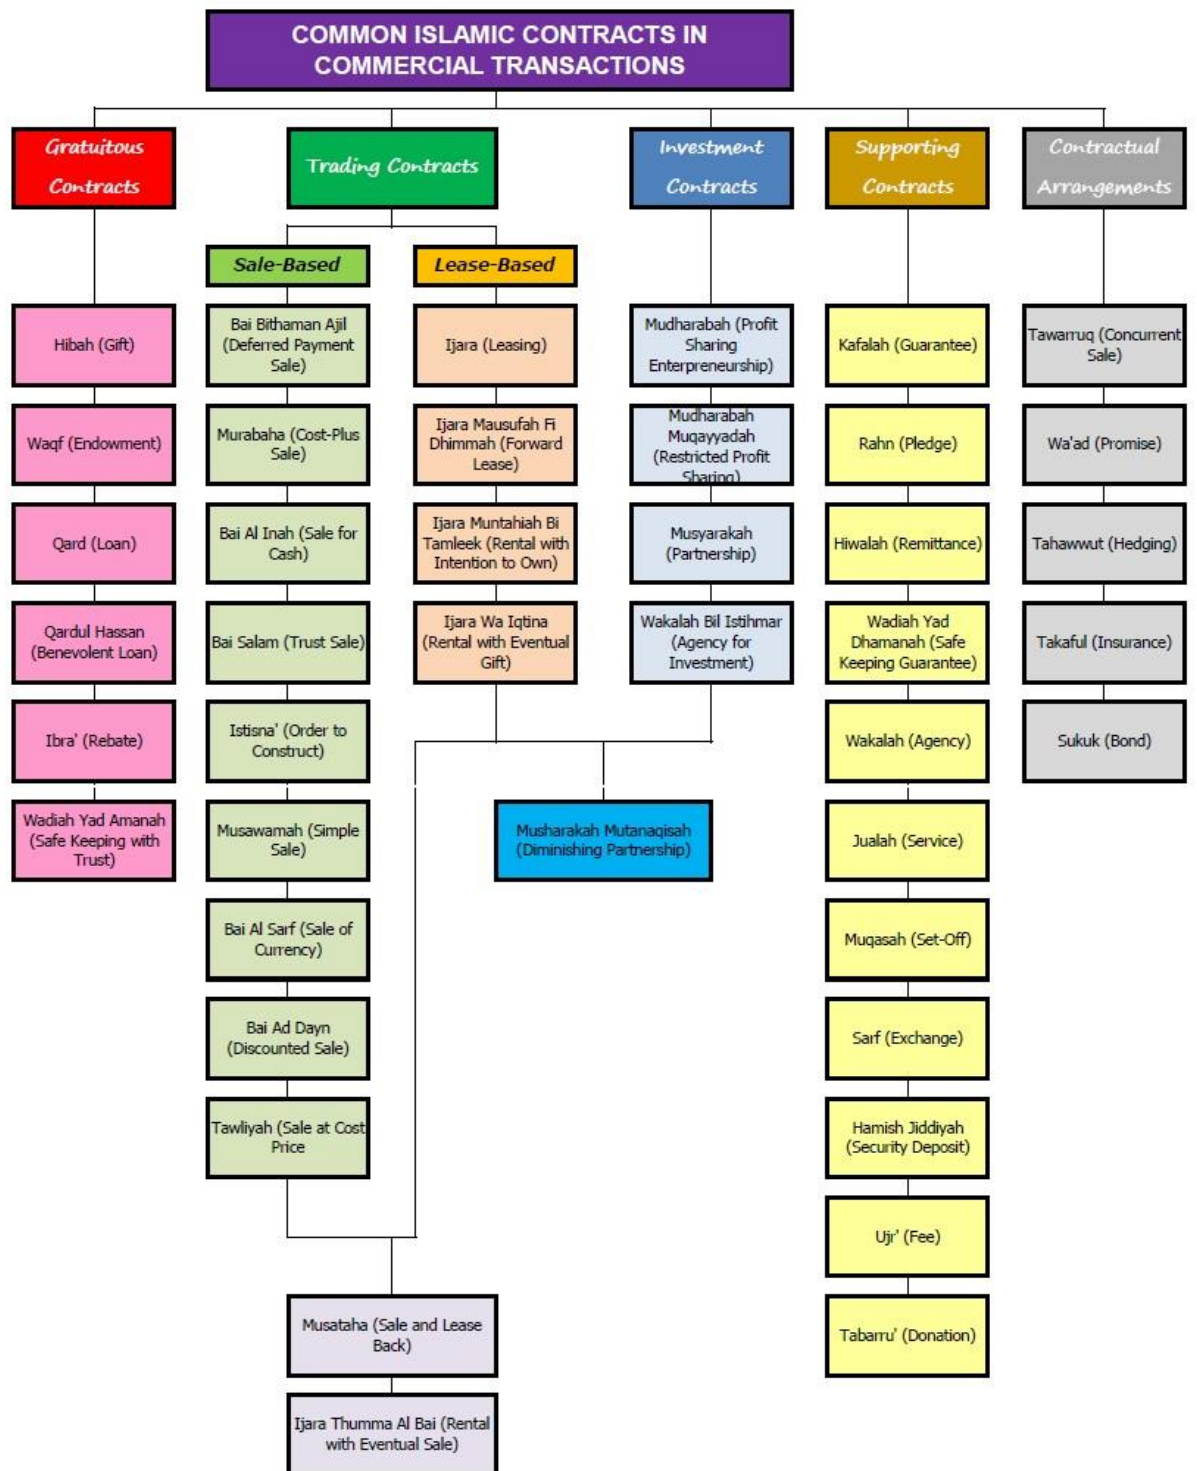 COMMON ISLAMIC CONTRACTS IN
COMMERCIAL TRANSACTIONS
Gratuitous
Contracts
Trading Contracts
Investment
Contracts
Supporting
Contracts
Contractual
Arrangements
Sale-Based
Lease-Based
Hibah (Gift)
Waqf (Endowment)
Qard (Loan)
Qardul Hassan
(Benevolent Loan)
Ibra' (Rebate)
Wadiah Yad Amanah
(Safe Keeping with
Trust)
Bai Bithaman Ajil
(Deferred Payment
Sale)
Murabaha (Cost-Plus
Sale)
Bai Al Inah (Sale for
Cash)
Bai Salam (Trust Sale)
Istisna' (Order to
Construct)
Musawamah (Simple
Sale)
Bai Al Sarf (Sale of
Currency)
Bai Ad Dayn
(Discounted Sale)
Tawliyah (Sale at Cost
Price
Ijara (Leasing)
Ijara Mausufah Fi
Dhimmah (Forward
Lease)
Ijara Muntahiah Bi
Tamleek (Rental with
Intention to Own)
Ijara Wa Iqtina
(Rental with Eventual
Gift)
Mudharabah (Profit
Sharing
Enterpreneurship)
Mudharabah
Muqayyadah
(Restricted Profit
Sharing)
Musyarakah
(Partnership)
Wakalah Bil Istihmar
(Agency for
Investment)
Musharakah Mutanaqisah
(Diminishing Partnership)
Kafalah (Guarantee)
Rahn (Pledge)
Hiwalah (Remittance)
Wadiah Yad
Dhamanah (Safe
Keeping Guarantee)
Wakalah (Agency)
Jualah (Service)
Muqasah (Set-Off)
Sarf (Exchange)
Hamish Jiddiyah
(Security Deposit)
Ujr' (Fee)
Tabarru' (Donation)
Tawarruq (Concurrent
Sale)
Wa'ad (Promise)
Tahawwut (Hedging)
Takaful (Insurance)
Sukuk (Bond)
Musataha (Sale and Lease
Back)
Ijara Thumma Al Bai (Rental
with Eventual Sale)